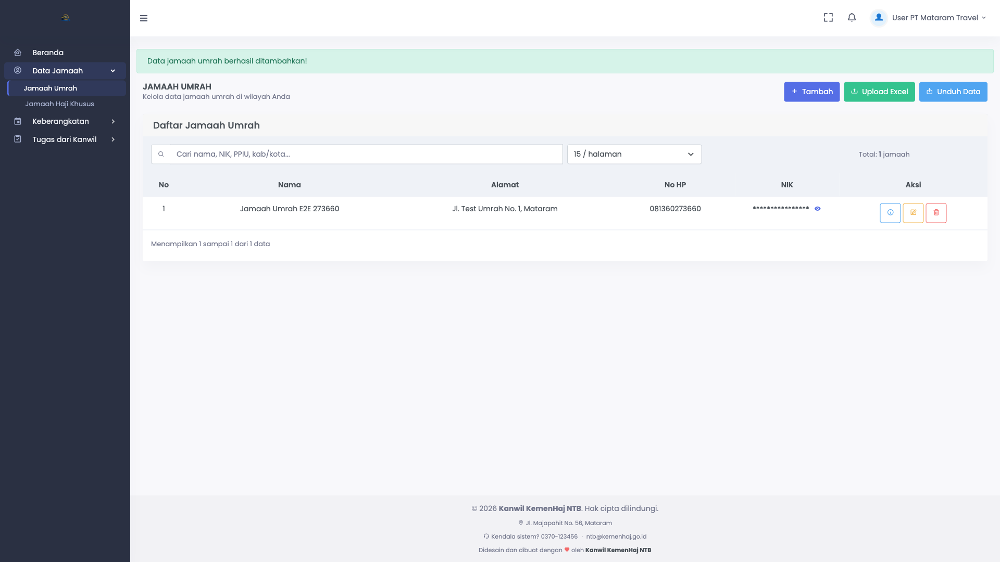 User PT Mataram Travel
Beranda
Data Jamaah
Jamaah Umrah
Jamaah Haji Khusus
Keberangkatan
Tugas dari Kanwil
Data jamaah umrah berhasil ditambahkan!
JAMAAH UMRAH
Kelola data jamaah umrah di wilayah Anda
Tambah
Upload Excel
Unduh Data
Daftar Jamaah Umrah
Cari nama, NIK, PPIU, kab/kota...
15 / halaman
Total: 1 jamaah
No Nama Alamat No HP NIK Aksi
1 Jamaah Umrah E2E 273660 Jl. Test Umrah No. 1, Mataram 081360273660 ****************
Menampilkan 1 sampai 1 dari 1 data
© 2026 Kanwil KemenHaj NTB. Hak cipta dilindungi.
Jl. Majapahit No. 56, Mataram
Kendala sistem? 0370-123456 · ntb@kemenhaj.go.id
Didesain dan dibuat dengan ❤ oleh Kanwil KemenHaj NTB